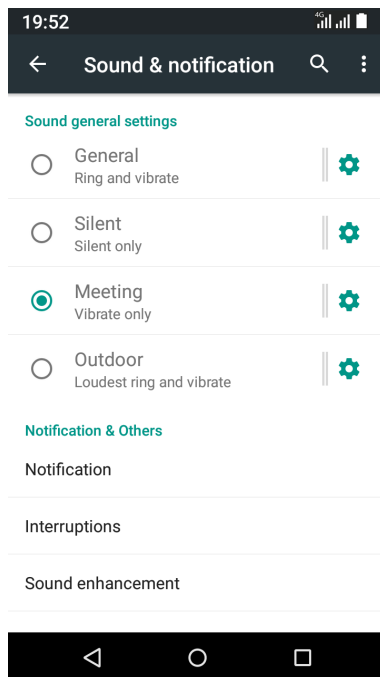 19:52
4G
Sound & notification
Sound general settings
General
Ring and vibrate
Silent
Silent only
Meeting
Vibrate only
Outdoor
Loudest ring and vibrate
Notification & Others
Notification
Interruptions
Sound enhancement